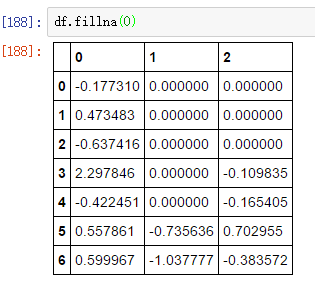 [188]: df.fillna(0)
[188]:
0 1 2
0 -0.177310 0.000000 0.000000
1 0.473483 0.000000 0.000000
2 -0.637416 0.000000 0.000000
3 2.297846 0.000000 -0.109835
4 -0.422451 0.000000 -0.165405
5 0.557861 -0.735636 0.702955
6 0.599967 -1.037777 -0.383572